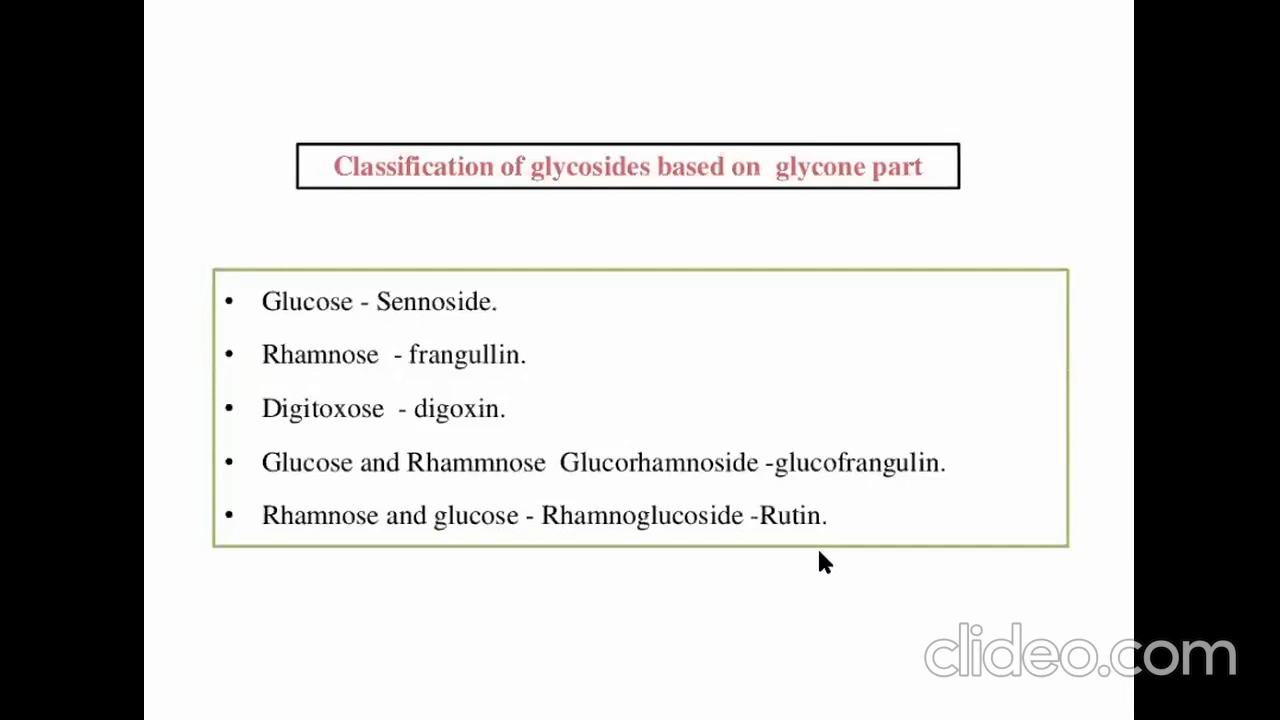 Classification of glycosides based on glycone part
• Glucose - Sennoside.
• Rhamnose - frangullin.
• Digitoxose - digoxin.
• Glucose and Rhammnose Glucorhamnoside -glucofrangulin.
• Rhamnose and glucose - Rhamnoglucoside -Rutin.
clideo.com